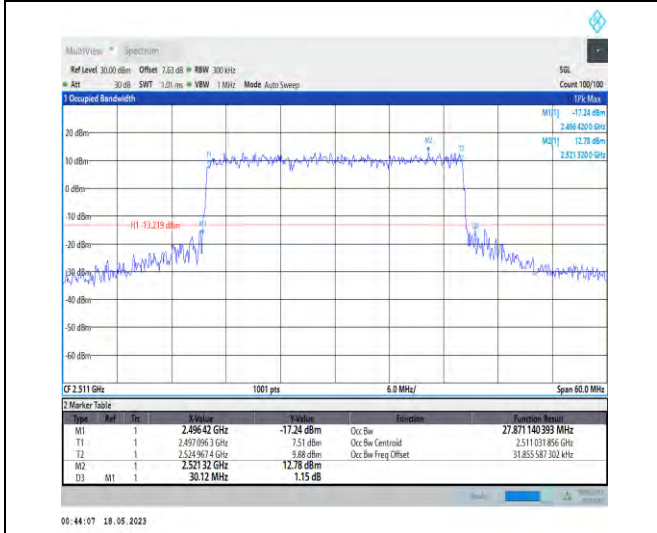 MultiView Spectrum
Ref Level 30.00 dBm Offset 7.63 dB RBW 300 kHz SGL
Att 30 dB SWT 1.01 ms VBW 1 MHz Mode Auto Sweep Count 100/100
1 Occupied Bandwidth 1Pk Max
M1[1] -17.24 dBm
2.496 420 0 GHz
M2[1] 12.78 dBm
2.521 320 0 GHz
20 dBm
M2
T1 T2
10 dBm
0 dBm
-10 dBm
H1 -13.219 dBm
M1
D3
-20 dBm
-30 dBm
-40 dBm
-50 dBm
-60 dBm
CF 2.511 GHz 1001 pts 6.0 MHz/ Span 60.0 MHz
2 Marker Table
Type Ref Trc X-Value Y-Value Function Function Result
M1 1 2.496 42 GHz -17.24 dBm Occ Bw 27.871 140 393 MHz
T1 1 2.497 096 3 GHz 7.51 dBm Occ Bw Centroid 2.511 031 856 GHz
T2 1 2.524 967 4 GHz 9.88 dBm Occ Bw Freq Offset 31.855 587 302 kHz
M2 1 2.521 32 GHz 12.78 dBm
D3 M1 1 30.12 MHz 1.15 dB
00:44:07 18.05.2023